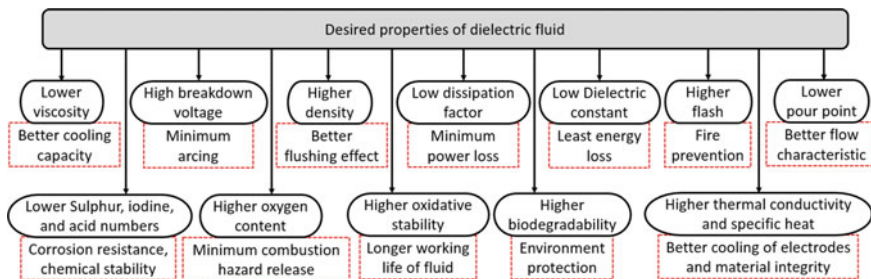 Desired properties of dielectric fluid
Lower
viscosity
Better cooling
capacity
High breakdown
voltage
Minimum
arcing
Higher
density
Better
flushing effect
Low dissipation
factor
Minimum
power loss
Low Dielectric
constant
Least energy
loss
Higher
flash
Fire
prevention
Lower
pour point
Better flow
characteristic
Lower Sulphur, iodine,
and acid numbers
Corrosion resistance,
chemical stability
Higher oxygen
content
Minimum combustion
hazard release
Higher oxidative
stability
Longer working
life of fluid
Higher
biodegradability
Environment
protection
Higher thermal conductivity
and specific heat
Better cooling of electrodes
and material integrity